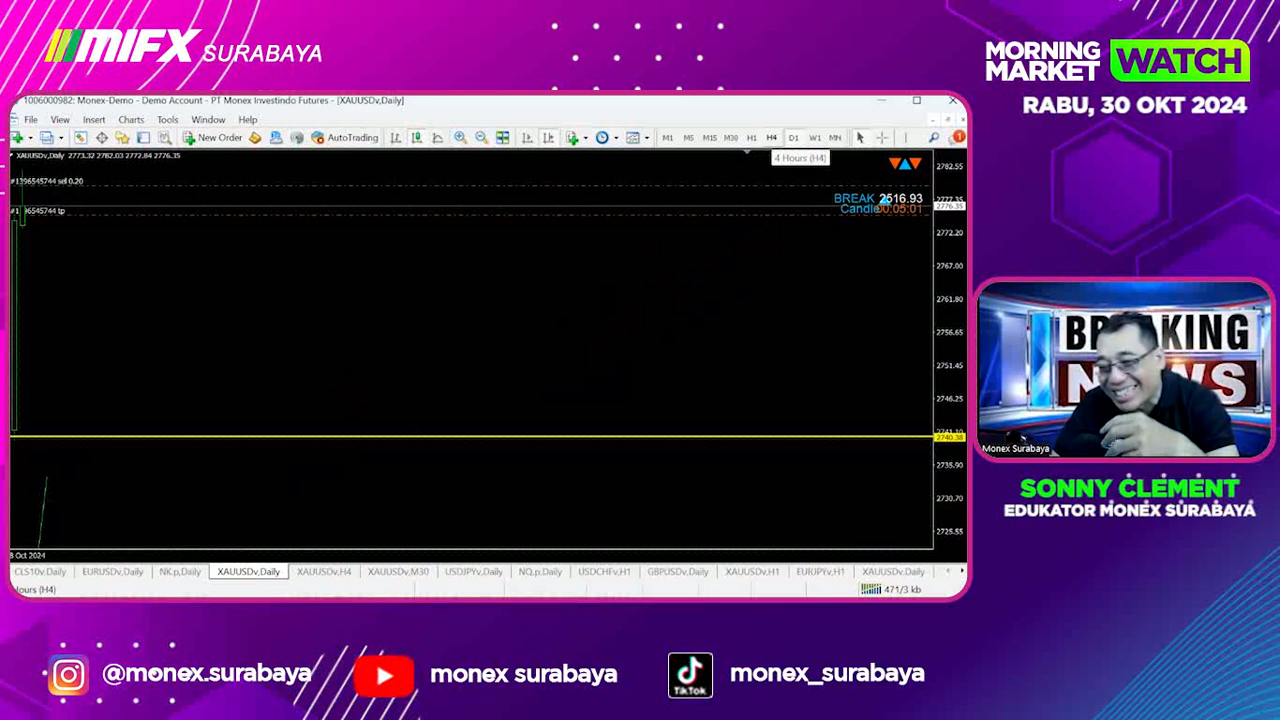 MIFX SURABAYA
MORNING MARKET WATCH
RABU, 30 OKT 2024
1006000982: Monex-Demo - Demo Account - PT Monex Investindo Futures - [XAUUSDv,Daily]
File View Insert Charts Tools Window Help
New Order AutoTrading M1 M5 M15 M30 H1 H4 D1 W1 MN
XAUUSDv,Daily 2773.32 2782.03 2772.84 2776.35
4 Hours (H4)
2782.55
sel 0.20
BREAK 2516.93
2777.35
2776.35
Candle 00:05:01
tp
2772.20
2767.00
2761.80
2756.65
2751.45
2746.25
2740.38
2735.90
2730.70
2725.55
8 Oct 2024
CLS10v,Daily EURUSDv,Daily NK.p,Daily XAUUSDv,Daily XAUUSDv,H4 XAUUSDv,M30 USDJPYv,Daily NQ.p,Daily USDCHFv,H1 GBPUSDv,Daily XAUUSDv,H1 EURJPYv,H1 XAUUSDv,Daily
ours (H4) 471/3 kb
BREAKING
NEWS
Monex Surabaya
SONNY CLEMENT
EDUKATOR MONEX SURABAYA
@monex.surabaya
monex surabaya
TikTok
monex_surabaya